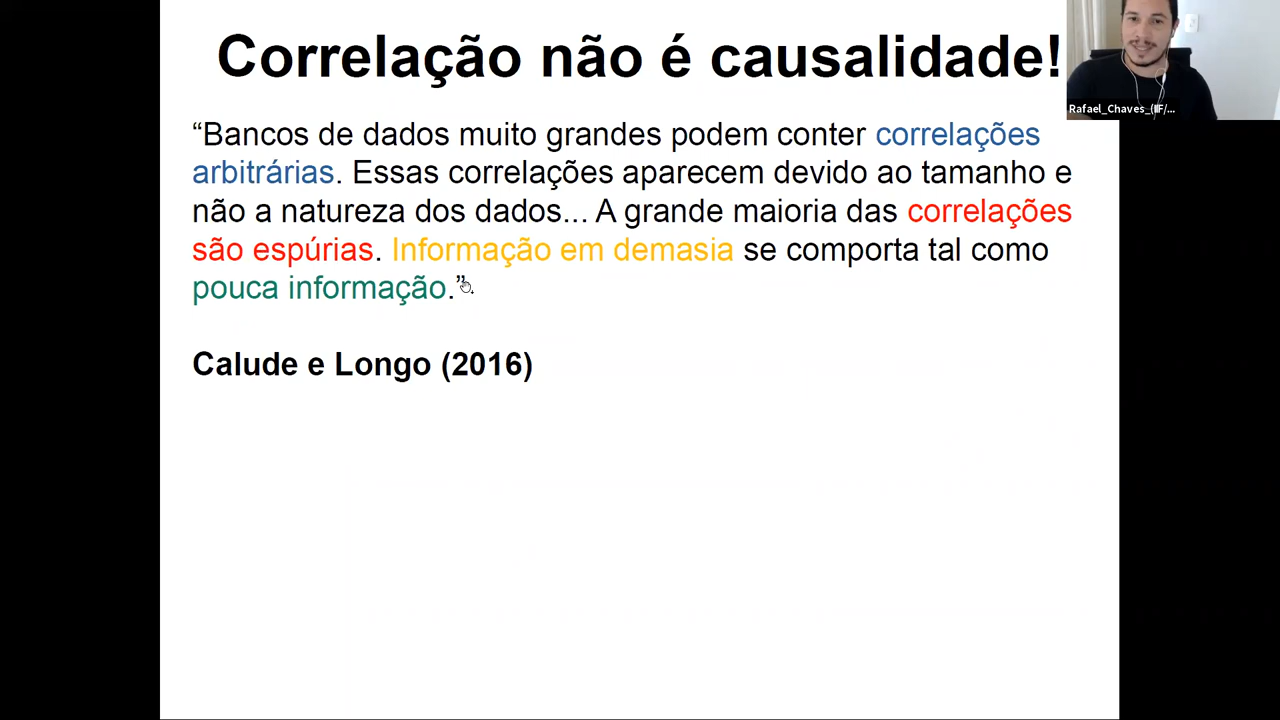 Correlação não é causalidade!
Rafael_Chaves_(IIF/...
“Bancos de dados muito grandes podem conter correlações
arbitrárias. Essas correlações aparecem devido ao tamanho e
não a natureza dos dados... A grande maioria das correlações
são espúrias. Informação em demasia se comporta tal como
pouca informação.”
Calude e Longo (2016)